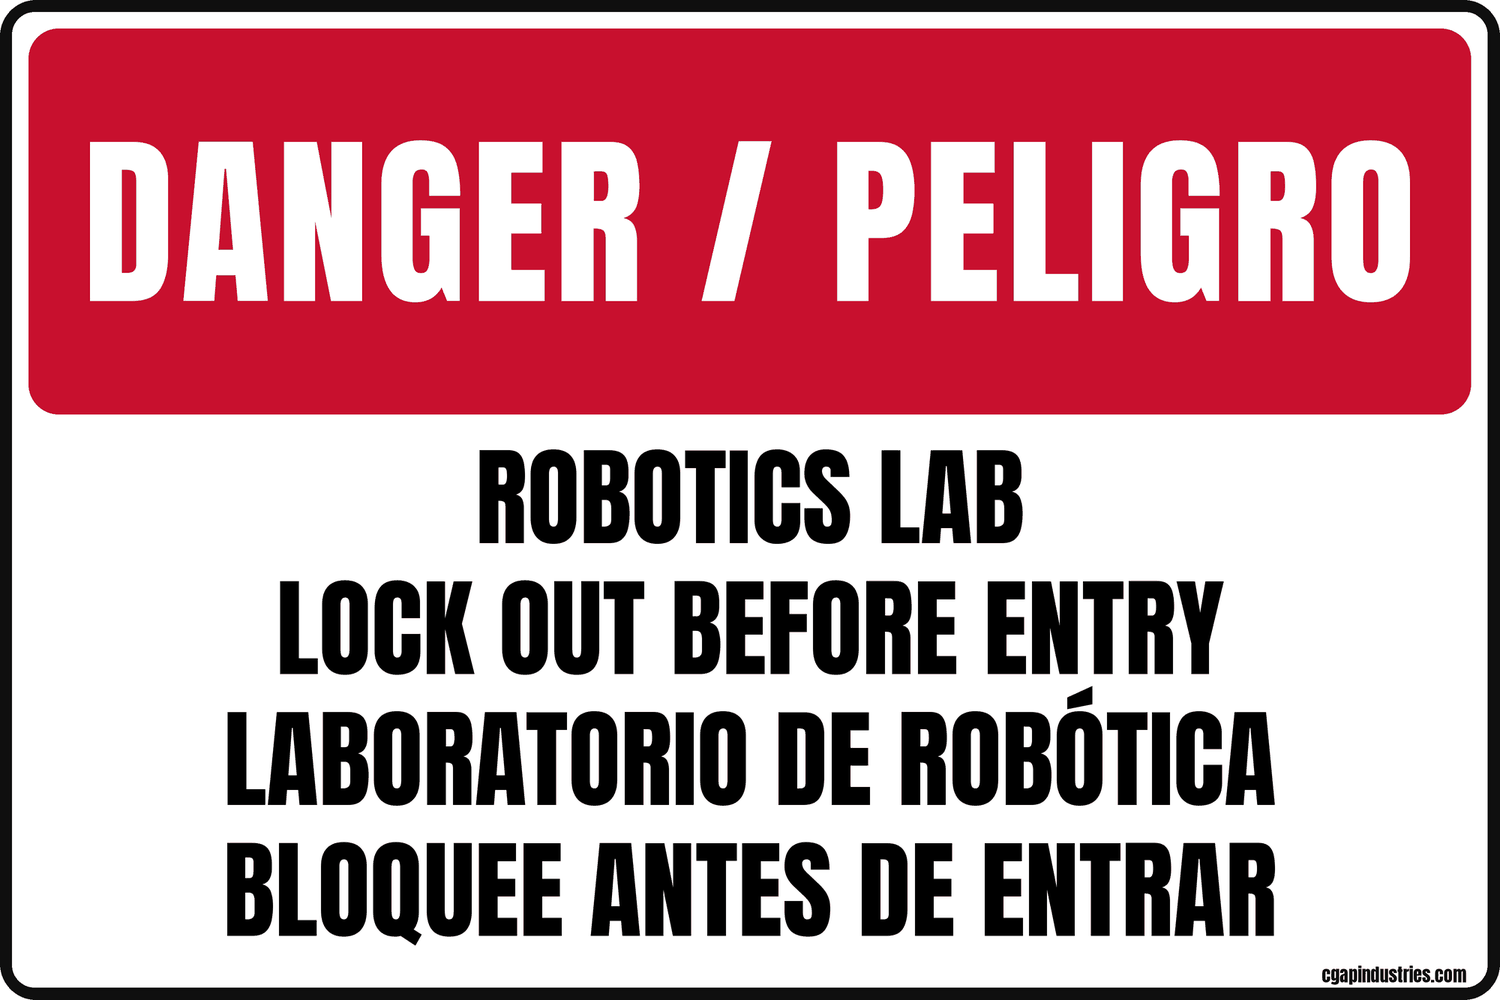 DANGER / PELIGRO
ROBOTICS LAB
LOCK OUT BEFORE ENTRY
LABORATORIO DE ROBÓTICA
BLOQUEE ANTES DE ENTRAR
cgapindustries.com